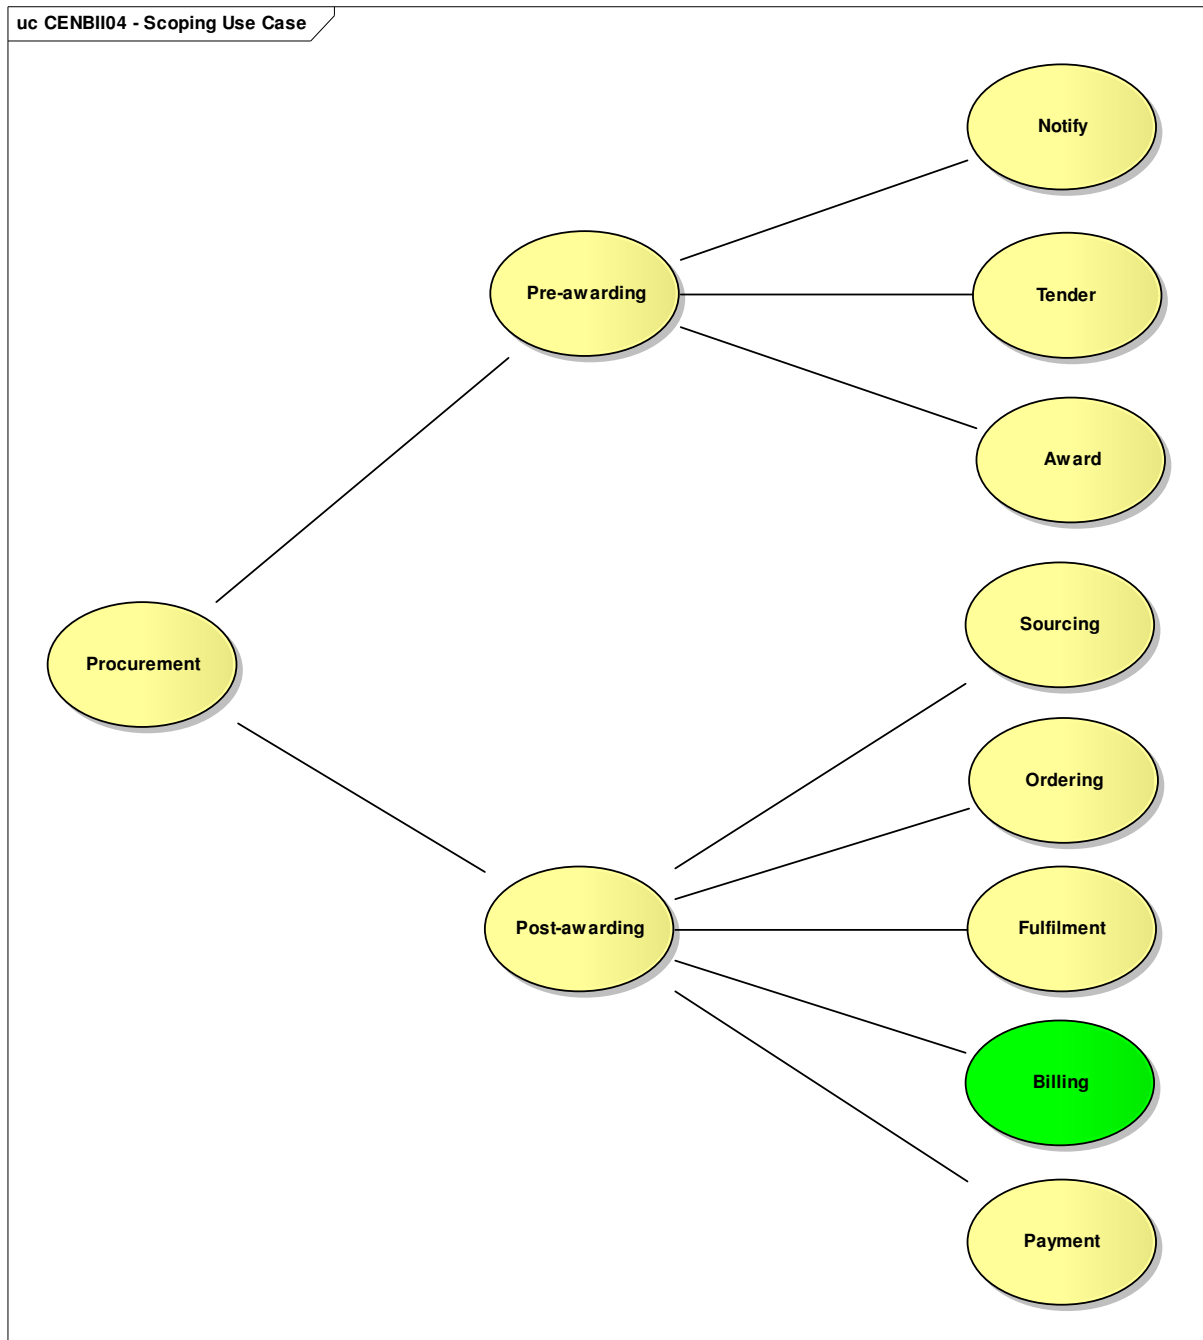 uc CENBII04 - Scoping Use Case
Notify
Pre-awarding
Tender
Award
Sourcing
Procurement
Ordering
Post-awarding
Fulfilment
Billing
Payment